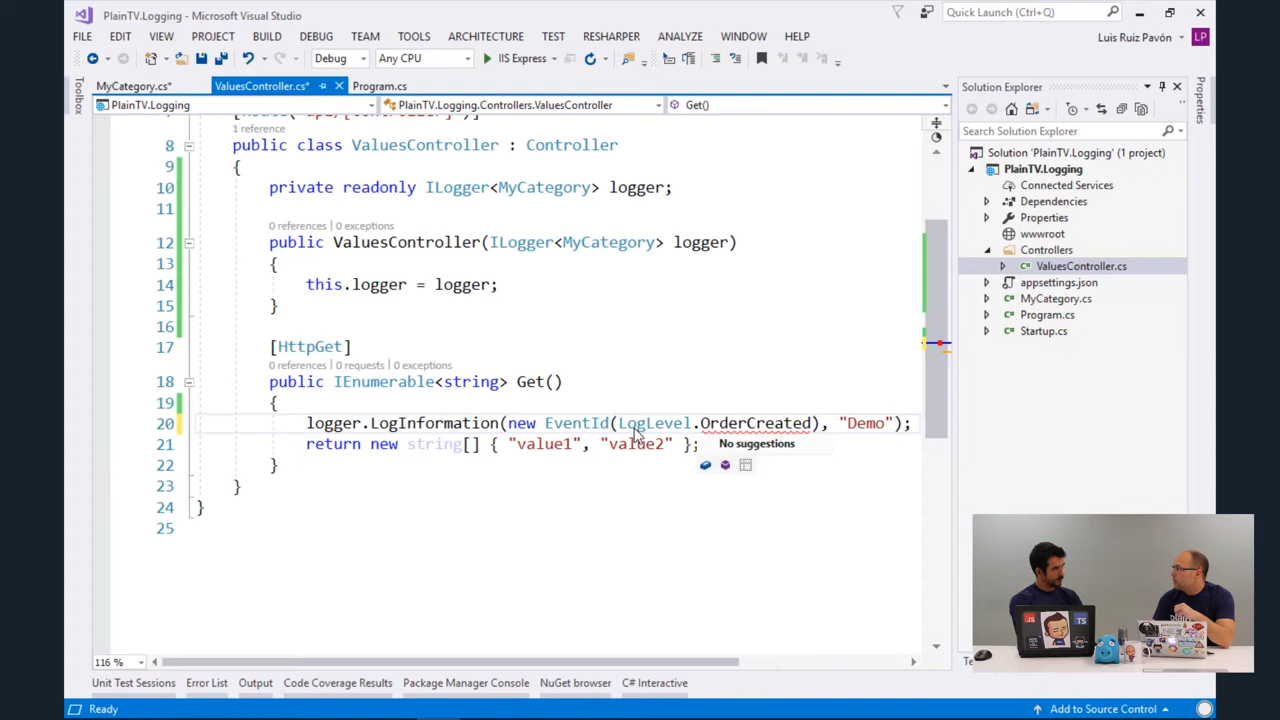 PlainTV.Logging - Microsoft Visual Studio
Quick Launch (Ctrl+Q)
FILE EDIT VIEW PROJECT BUILD DEBUG TEAM TOOLS ARCHITECTURE TEST RESHARPER ANALYZE WINDOW HELP
Luis Ruiz Pavón LP
Debug Any CPU IIS Express
Toolbox
MyCategory.cs* ValuesController.cs* Program.cs
PlainTV.Logging PlainTV.Logging.Controllers.ValuesController Get()
1 reference
8 public class ValuesController : Controller
9 {
10 private readonly ILogger<MyCategory> logger;
11
0 references | 0 exceptions
12 public ValuesController(ILogger<MyCategory> logger)
13 {
14 this.logger = logger;
15 }
16
17 [HttpGet]
0 references | 0 requests | 0 exceptions
18 public IEnumerable<string> Get()
19 {
20 logger.LogInformation(new EventId(LogLevel.OrderCreated), "Demo");
21 return new string[] { "value1", "value2" };
No suggestions
22 }
23 }
24 }
25
116 %
Solution Explorer
Search Solution Explorer
Solution 'PlainTV.Logging' (1 project)
PlainTV.Logging
Connected Services
Dependencies
Properties
wwwroot
Controllers
ValuesController.cs
appsettings.json
MyCategory.cs
Program.cs
Startup.cs
Properties
JS
TS
Unit Test Sessions Error List Output Code Coverage Results Package Manager Console NuGet browser C# Interactive
Ready
Add to Source Control